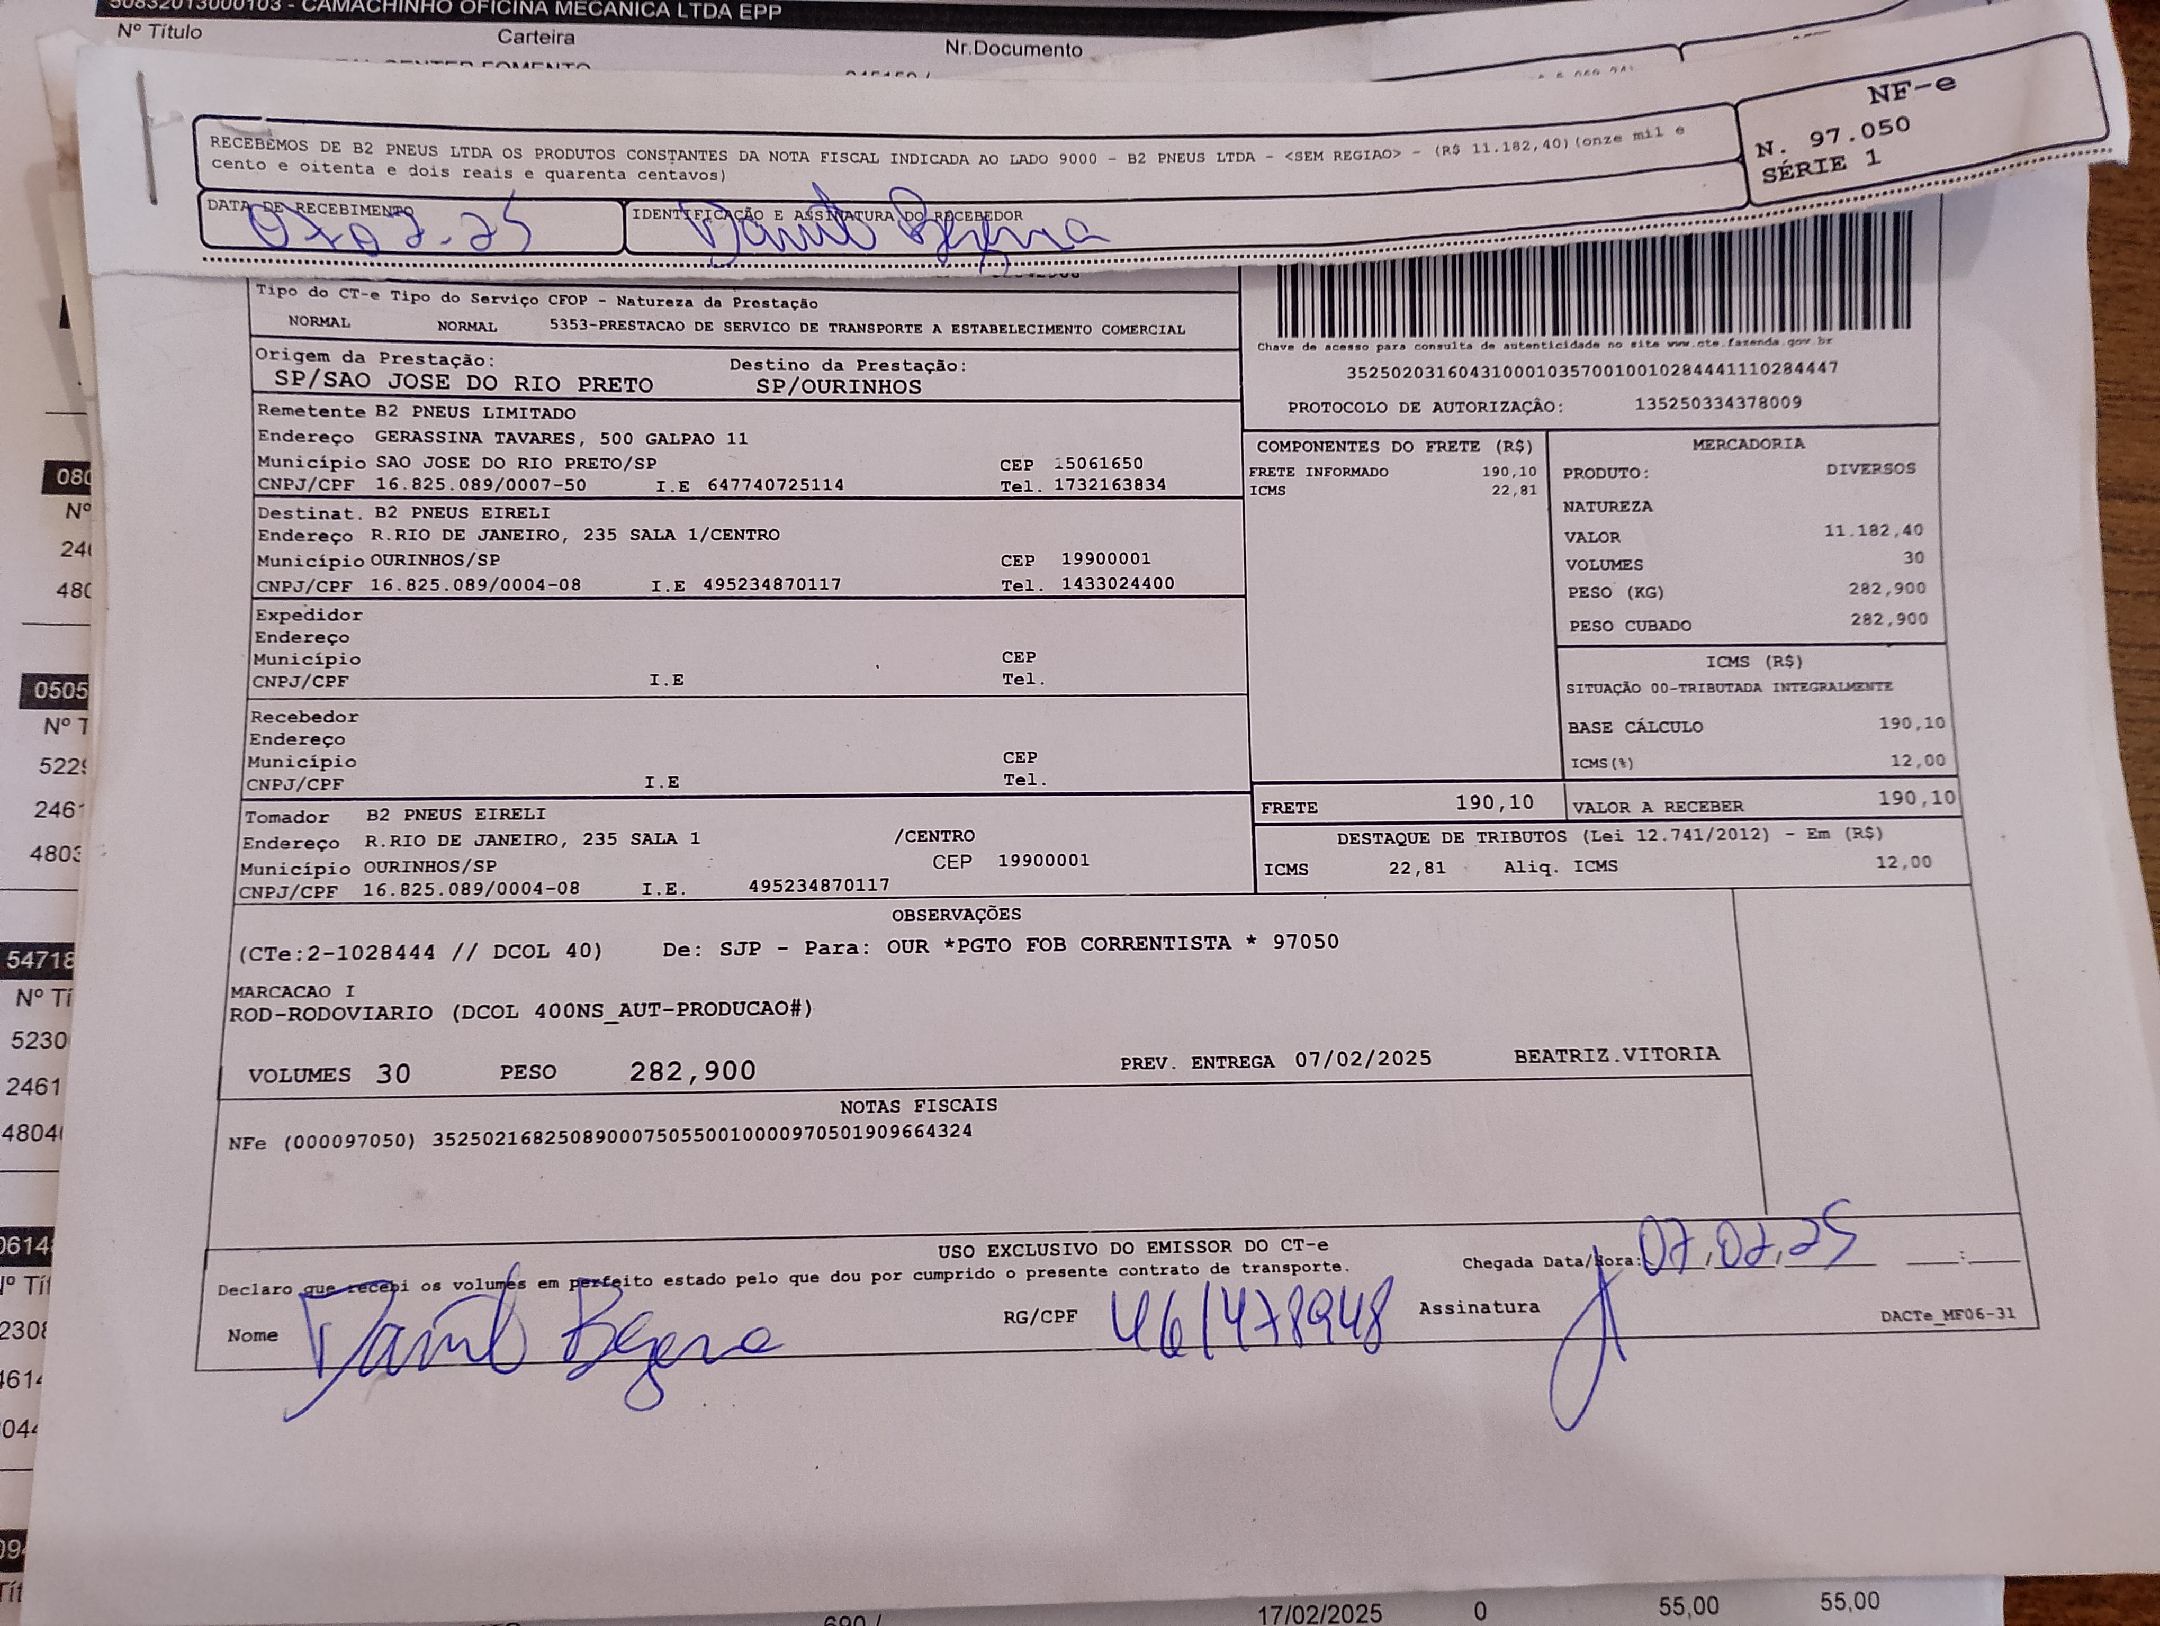 50832013000103 - CAMACHINHO OFICINA MECANICA LTDA EPP
Nº Título Carteira Nr.Documento
RECEBEMOS DE B2 PNEUS LTDA OS PRODUTOS CONSTANTES DA NOTA FISCAL INDICADA AO LADO 9000 - B2 PNEUS LTDA - <SEM REGIAO> - (R$ 11.182,40)(onze mil e
cento e oitenta e dois reais e quarenta centavos)
NF-e
N. 97.050
SÉRIE 1
DATA DE RECEBIMENTO IDENTIFICAÇÃO E ASSINATURA DO RECEBEDOR
07.02.25
Tipo do CT-e Tipo do Serviço CFOP - Natureza da Prestação
NORMAL NORMAL 5353-PRESTACAO DE SERVICO DE TRANSPORTE A ESTABELECIMENTO COMERCIAL
Origem da Prestação: Destino da Prestação:
SP/SAO JOSE DO RIO PRETO SP/OURINHOS
Chave de acesso para consulta de autenticidade no site www.cte.fazenda.gov.br
35250203160431000103570010010284441110284447
PROTOCOLO DE AUTORIZAÇÃO: 135250334378009
Remetente B2 PNEUS LIMITADO
Endereço GERASSINA TAVARES, 500 GALPAO 11
Município SAO JOSE DO RIO PRETO/SP CEP 15061650
CNPJ/CPF 16.825.089/0007-50 I.E 647740725114 Tel. 1732163834
Destinat. B2 PNEUS EIRELI
Endereço R.RIO DE JANEIRO, 235 SALA 1/CENTRO
Município OURINHOS/SP CEP 19900001
CNPJ/CPF 16.825.089/0004-08 I.E 495234870117 Tel. 1433024400
Expedidor
Endereço
Município CEP
CNPJ/CPF I.E Tel.
Recebedor
Endereço
Município CEP
CNPJ/CPF I.E Tel.
Tomador B2 PNEUS EIRELI
Endereço R.RIO DE JANEIRO, 235 SALA 1 /CENTRO
Município OURINHOS/SP CEP 19900001
CNPJ/CPF 16.825.089/0004-08 I.E. 495234870117
COMPONENTES DO FRETE (R$)
FRETE INFORMADO 190,10
ICMS 22,81
MERCADORIA
PRODUTO: DIVERSOS
NATUREZA
VALOR 11.182,40
VOLUMES 30
PESO (KG) 282,900
PESO CUBADO 282,900
ICMS (R$)
SITUAÇÃO 00-TRIBUTADA INTEGRALMENTE
BASE CÁLCULO 190,10
ICMS(%) 12,00
FRETE 190,10 VALOR A RECEBER 190,10
DESTAQUE DE TRIBUTOS (Lei 12.741/2012) - Em (R$)
ICMS 22,81 Aliq. ICMS 12,00
OBSERVAÇÕES
(CTe:2-1028444 // DCOL 40) De: SJP - Para: OUR *PGTO FOB CORRENTISTA * 97050
MARCACAO I
ROD-RODOVIARIO (DCOL 400NS_AUT-PRODUCAO#)
VOLUMES 30 PESO 282,900 PREV. ENTREGA 07/02/2025 BEATRIZ.VITORIA
NOTAS FISCAIS
NFe (000097050) 35250216825089000750550010000970501909664324
USO EXCLUSIVO DO EMISSOR DO CT-e
Declaro que recebi os volumes em perfeito estado pelo que dou por cumprido o presente contrato de transporte.
Chegada Data/Hora: 07,02,25 :
Nome RG/CPF 461478948 Assinatura
DACTe_MF06-31
17/02/2025 0 55,00 55,00